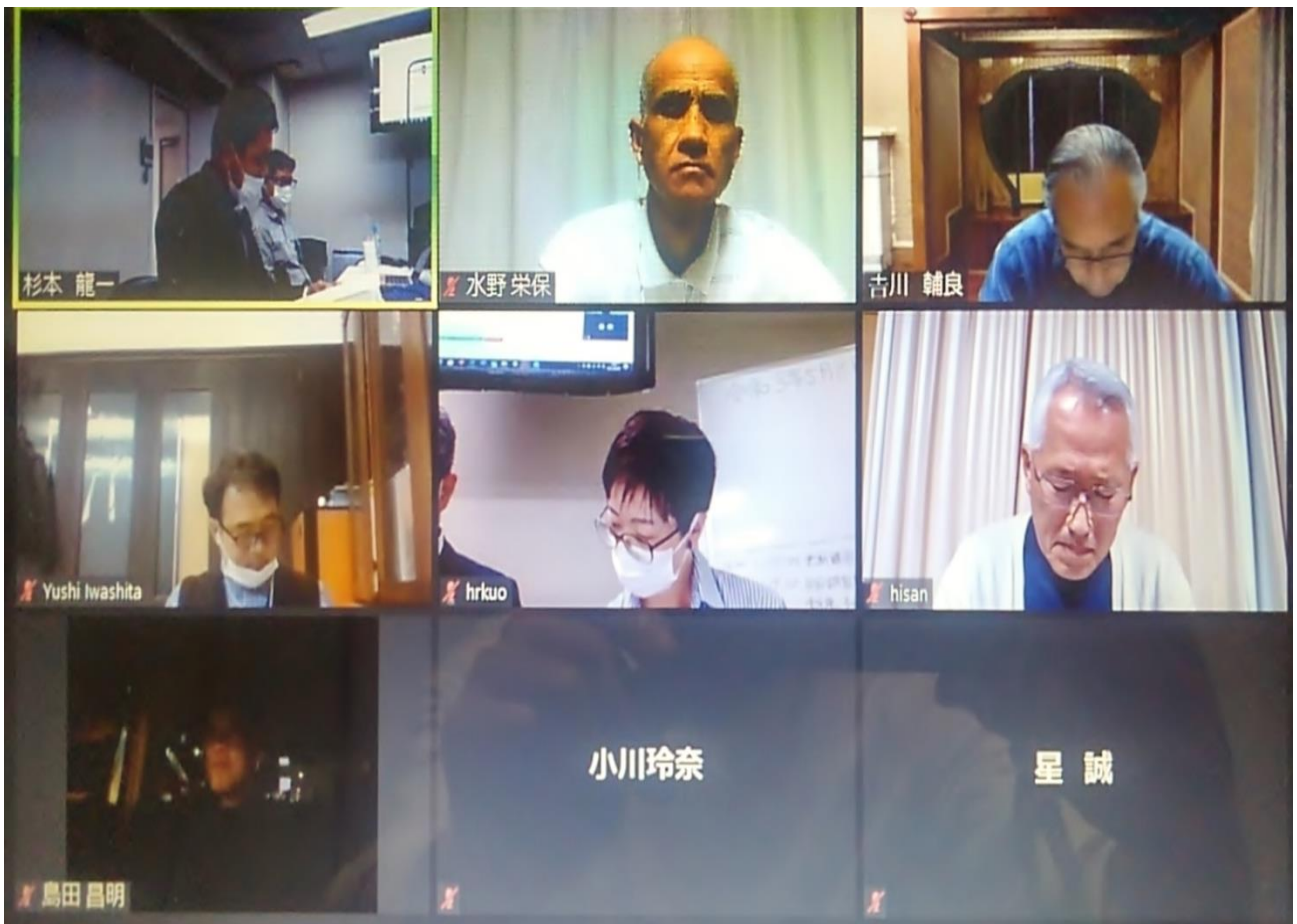 杉本 龍一
水野 栄保
吉川 輔良
Yushi Iwashita
hrkuo
hisan
島田 昌明
小川玲奈
星 誠